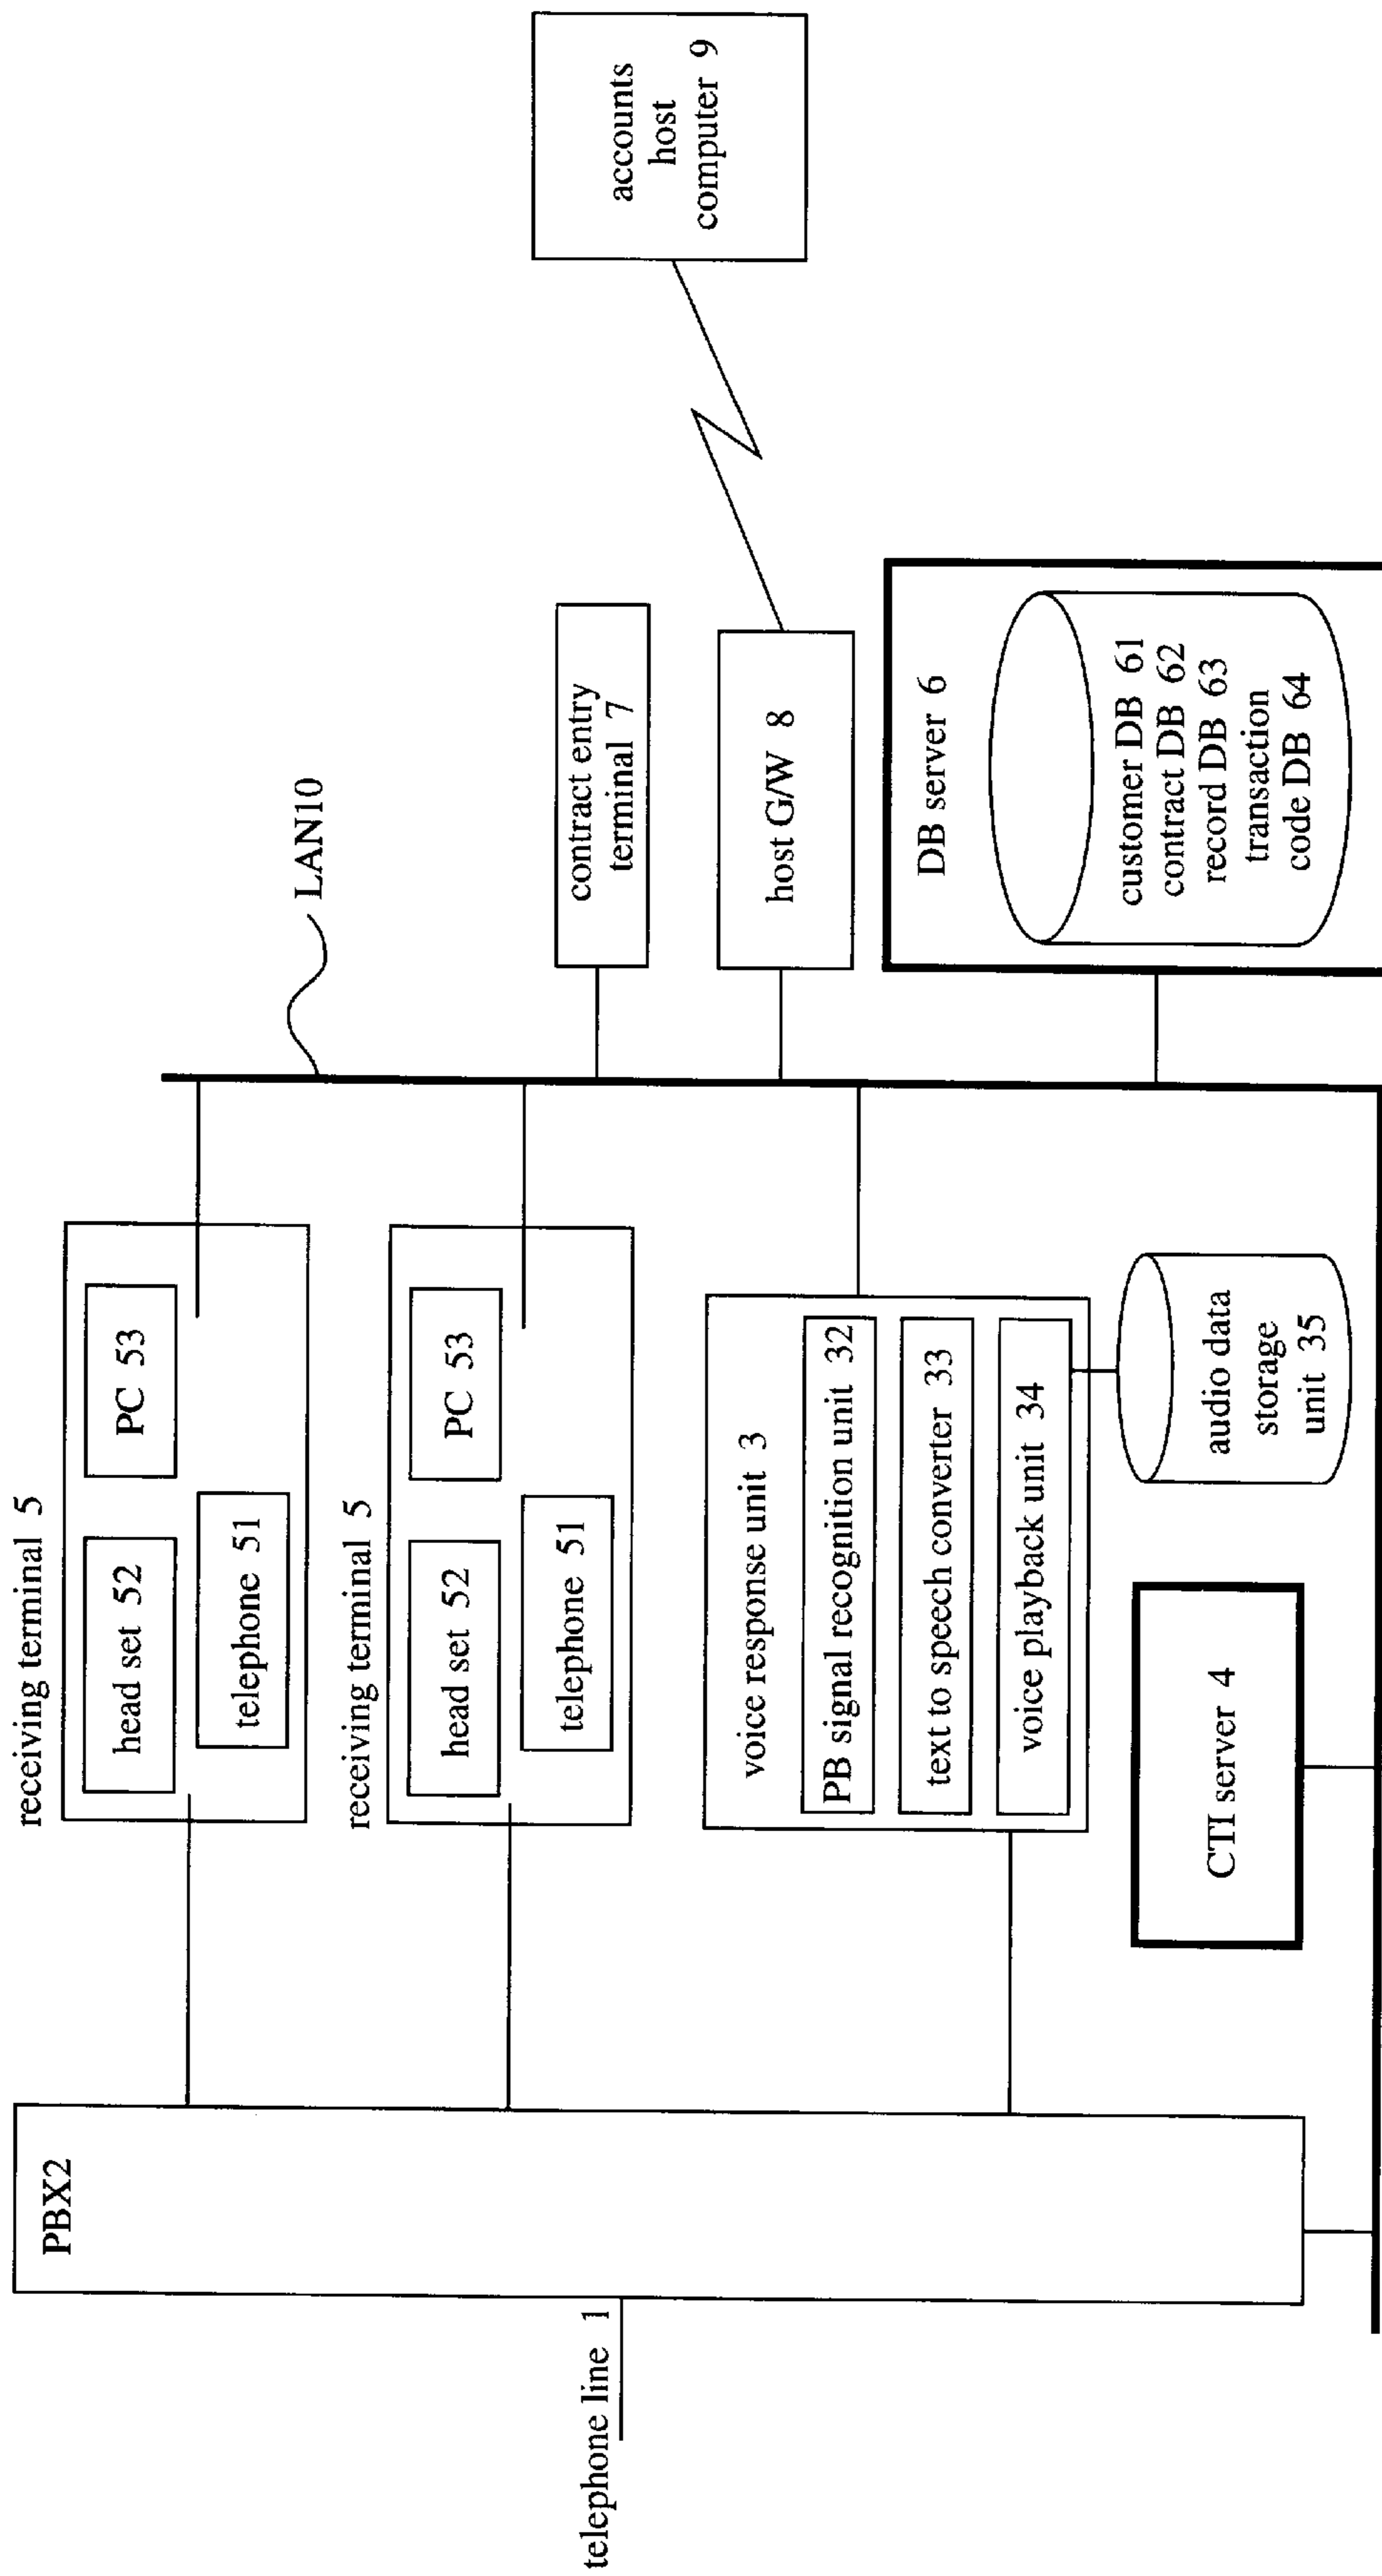 telephone line 1
PBX2
receiving terminal 5
head set 52
PC 53
telephone 51
receiving terminal 5
head set 52
PC 53
telephone 51
voice response unit 3
PB signal recognition unit 32
text to speech converter 33
voice playback unit 34
audio data
storage
unit 35
CTI server 4
LAN10
contract entry
terminal 7
host G/W 8
DB server 6
customer DB 61
contract DB 62
record DB 63
transaction
code DB 64
accounts
host
computer 9